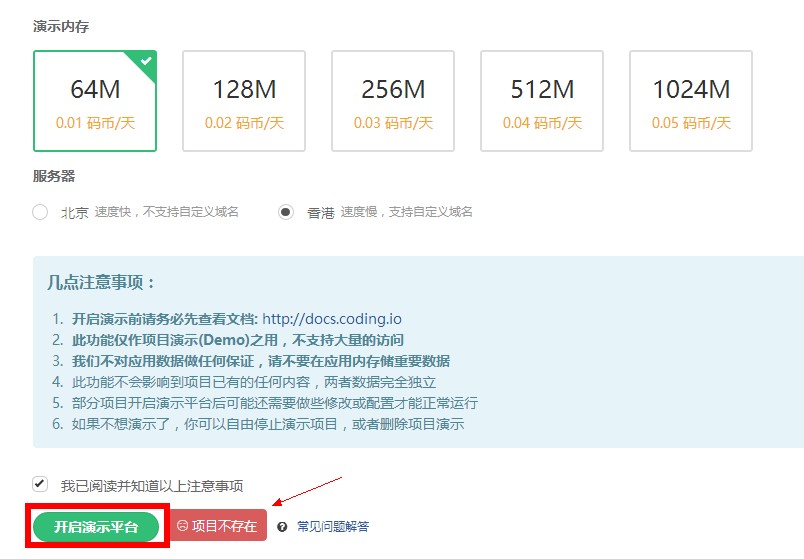 演示内存
64M 128M 256M 512M 1024M
0.01 码币/天 0.02 码币/天 0.03 码币/天 0.04 码币/天 0.05 码币/天
服务器
北京 速度快，不支持自定义域名 香港 速度慢，支持自定义域名
几点注意事项：
1. 开启演示前请务必先查看文档: http://docs.coding.io
2. 此功能仅作项目演示(Demo)之用，不支持大量的访问
3. 我们不对应用数据做任何保证，请不要在应用内存储重要数据
4. 此功能不会影响到项目已有的任何内容，两者数据完全独立
5. 部分项目开启演示平台后可能还需要做些修改或配置才能正常运行
6. 如果不想演示了，你可以自由停止演示项目，或者删除项目演示
我已阅读并知道以上注意事项
开启演示平台 项目不存在 常见问题解答